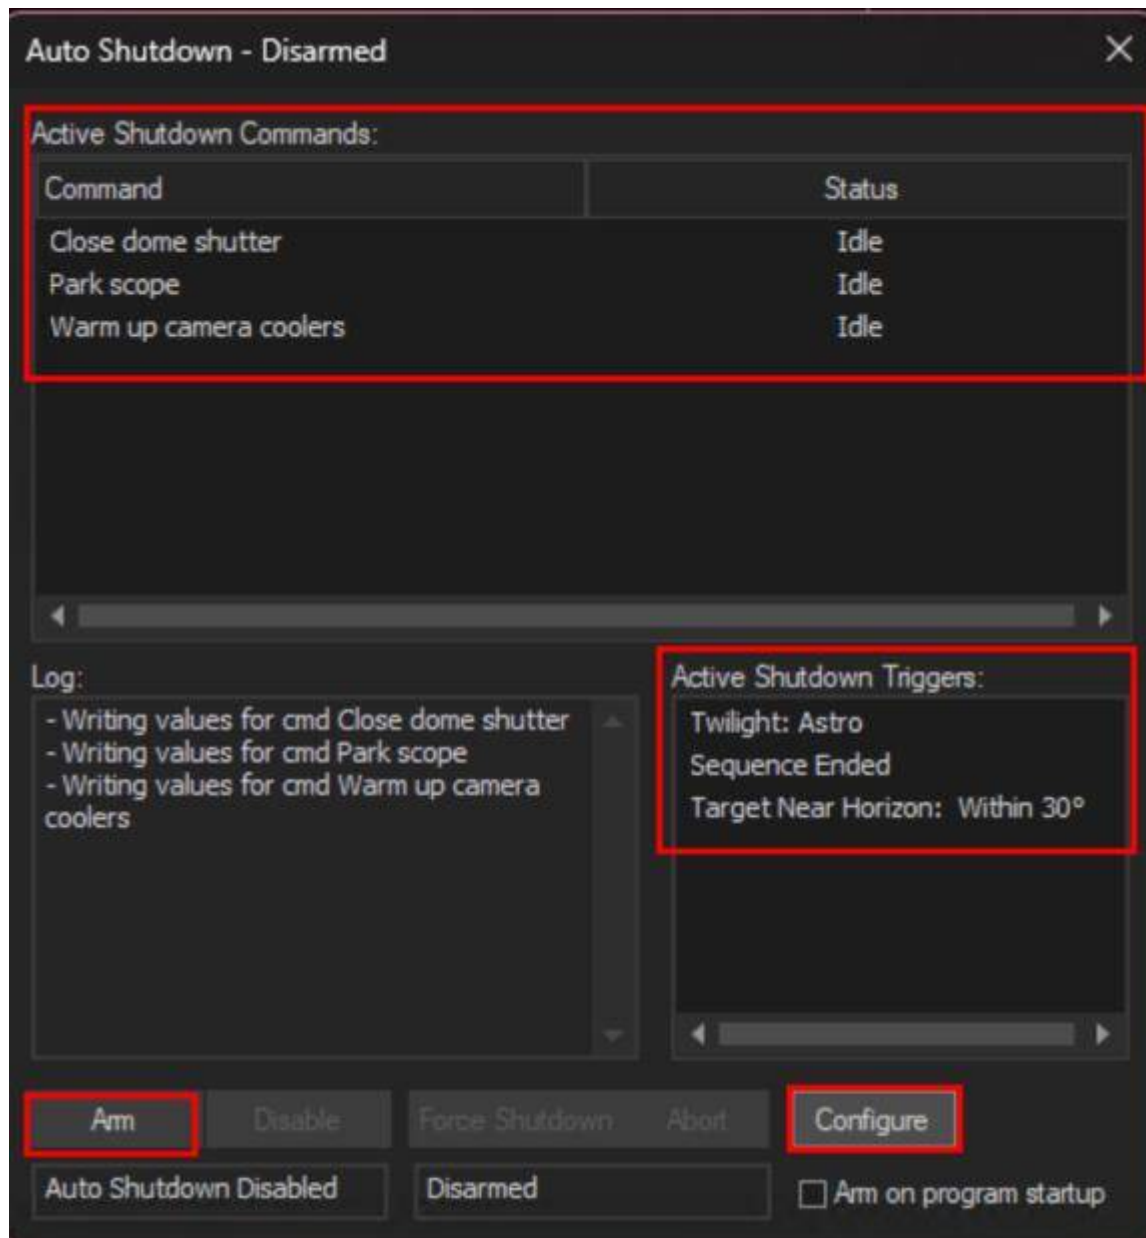 Auto Shutdown - Disarmed
Active Shutdown Commands:
Command Status
Close dome shutter Idle
Park scope Idle
Warm up camera coolers Idle
Log:
- Writing values for cmd Close dome shutter
- Writing values for cmd Park scope
- Writing values for cmd Warm up camera
coolers
Active Shutdown Triggers:
Twilight: Astro
Sequence Ended
Target Near Horizon: Within 30°
Arm Disable Force Shutdown Abort Configure
Auto Shutdown Disabled Disarmed Arm on program startup